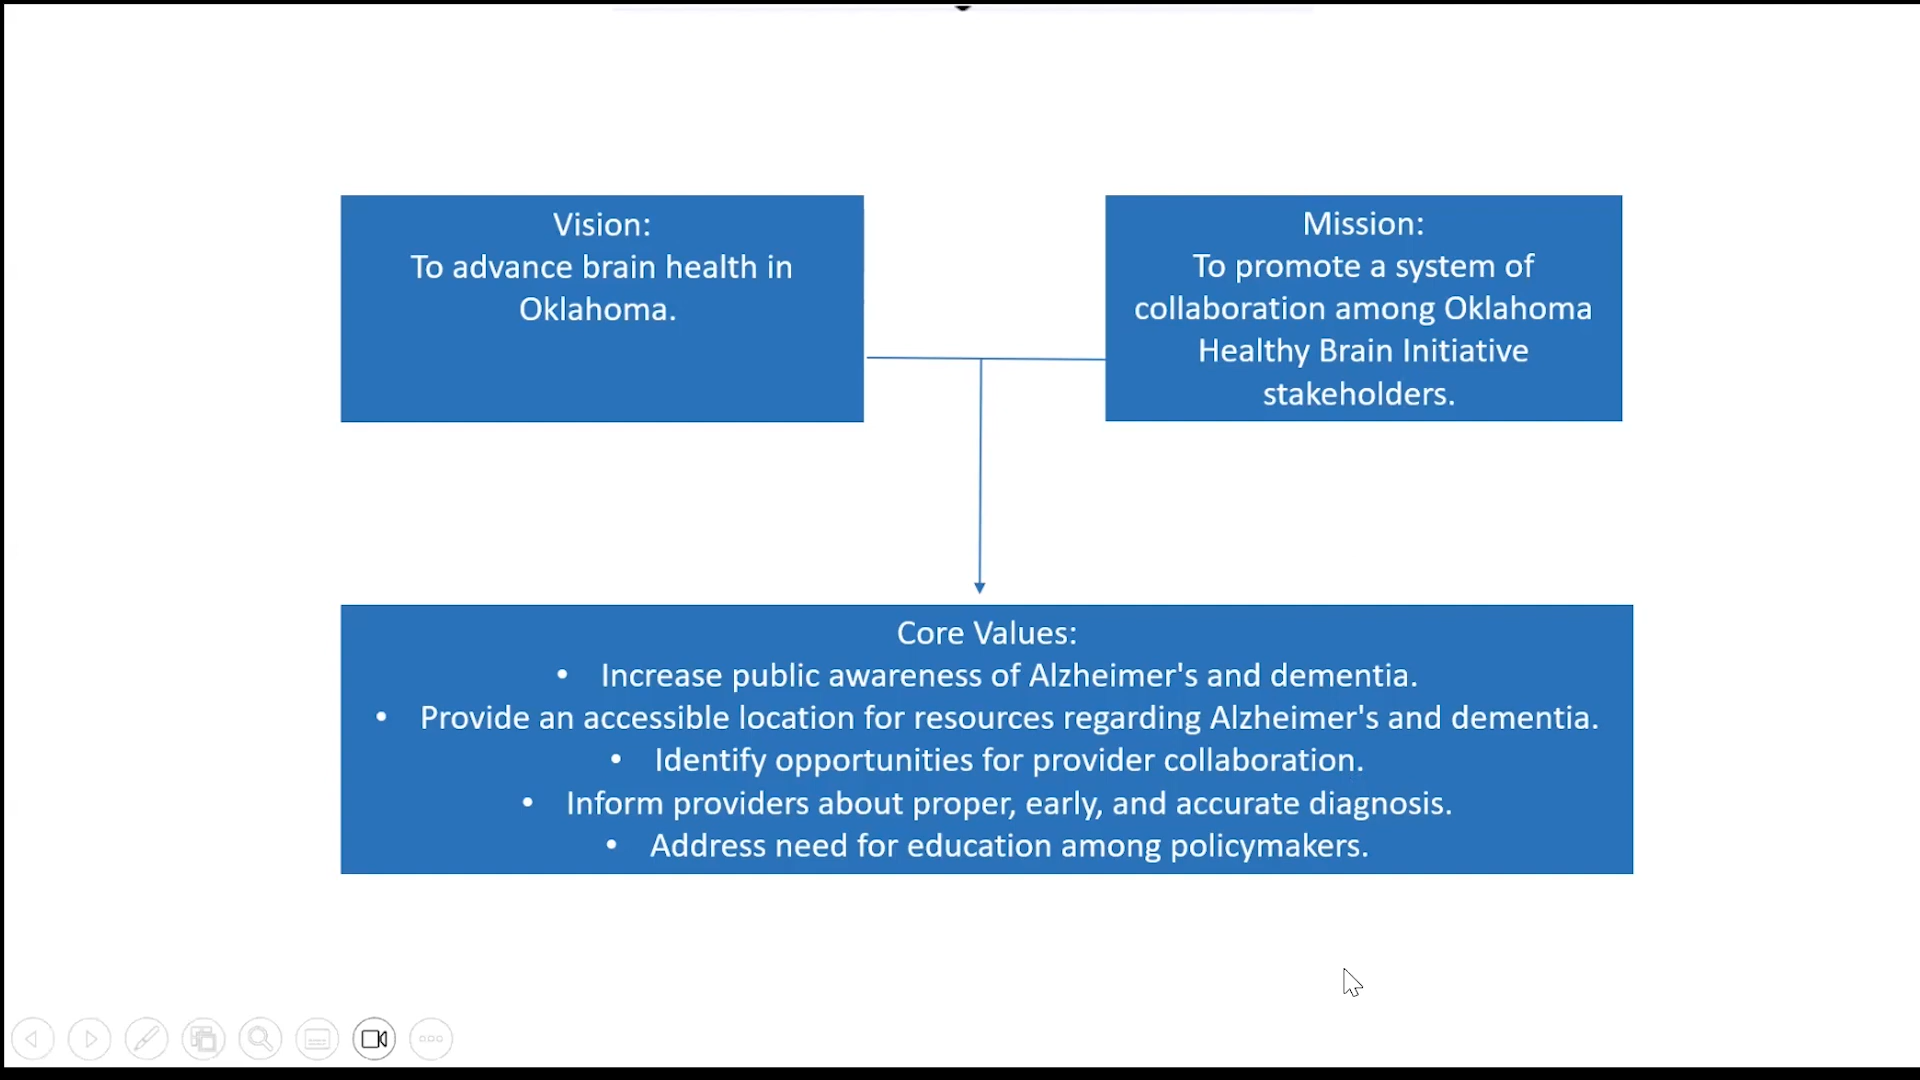 Vision:
To advance brain health in
Oklahoma.
Mission:
To promote a system of
collaboration among Oklahoma
Healthy Brain Initiative
stakeholders.
Core Values:
• Increase public awareness of Alzheimer's and dementia.
• Provide an accessible location for resources regarding Alzheimer's and dementia.
• Identify opportunities for provider collaboration.
• Inform providers about proper, early, and accurate diagnosis.
• Address need for education among policymakers.